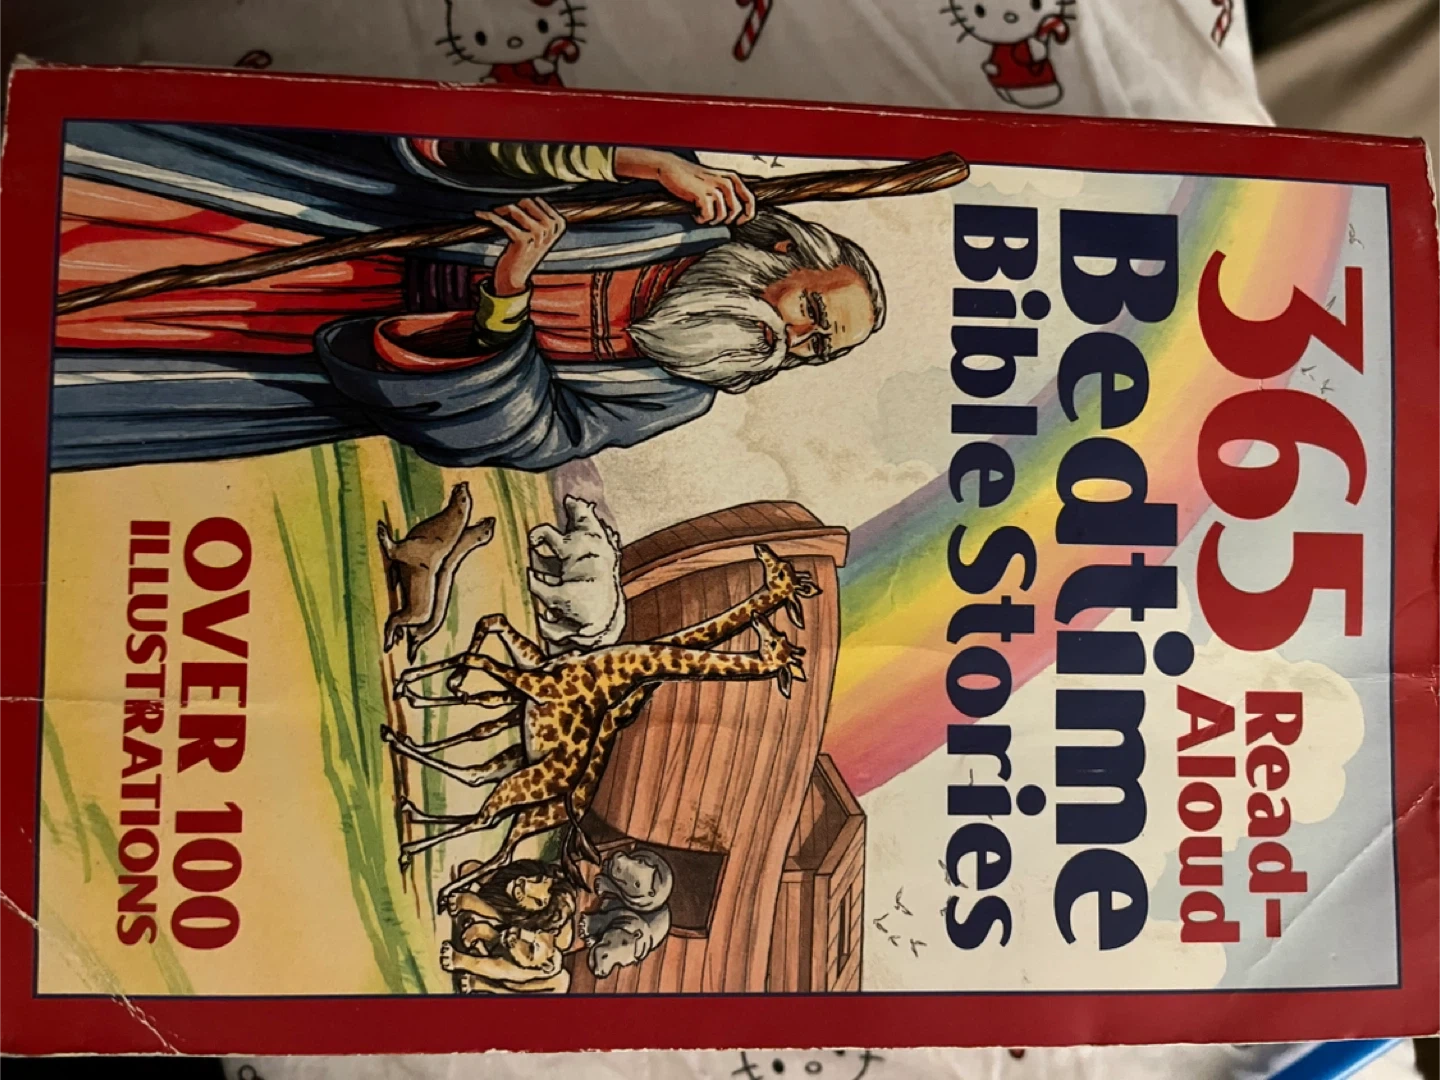 365 Read-
Aloud
Bedtime
Bible Stories
OVER 100
ILLUSTRATIONS